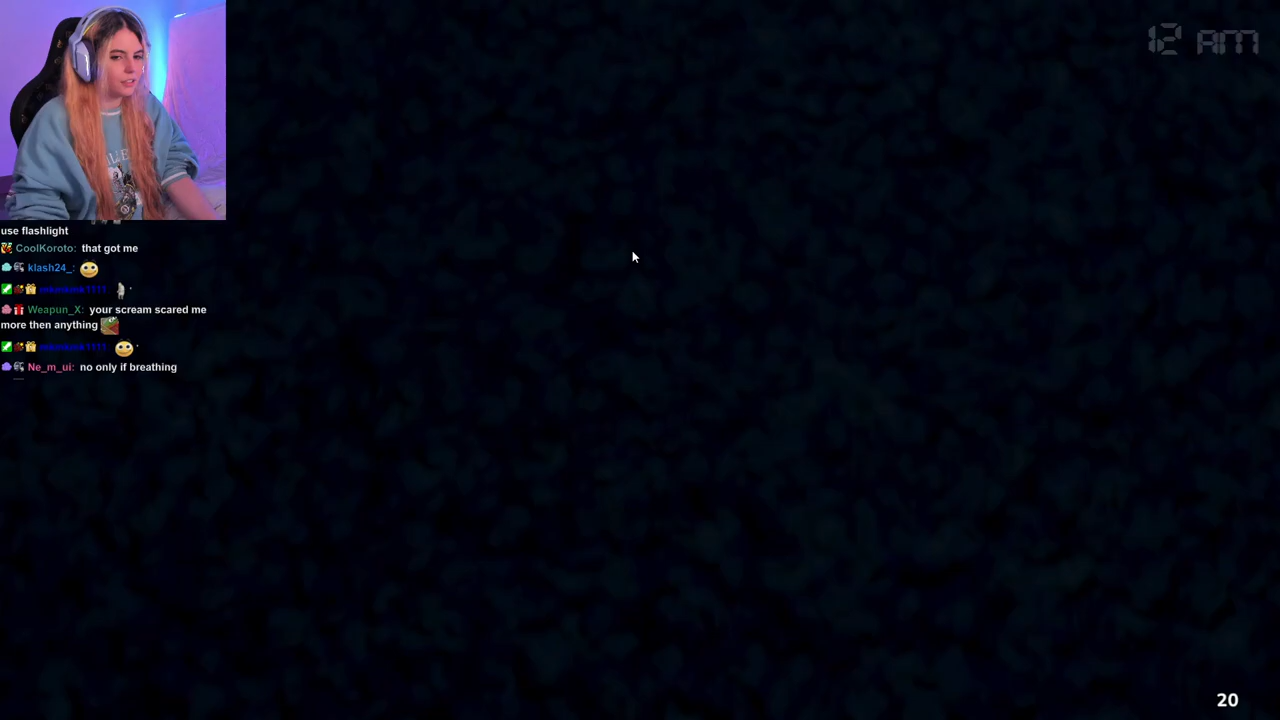 12 AM
use flashlight
CoolKoroto: that got me
klash24_:
Weapun_X: your scream scared me
more then anything
Ne_m_ui: no only if breathing
20